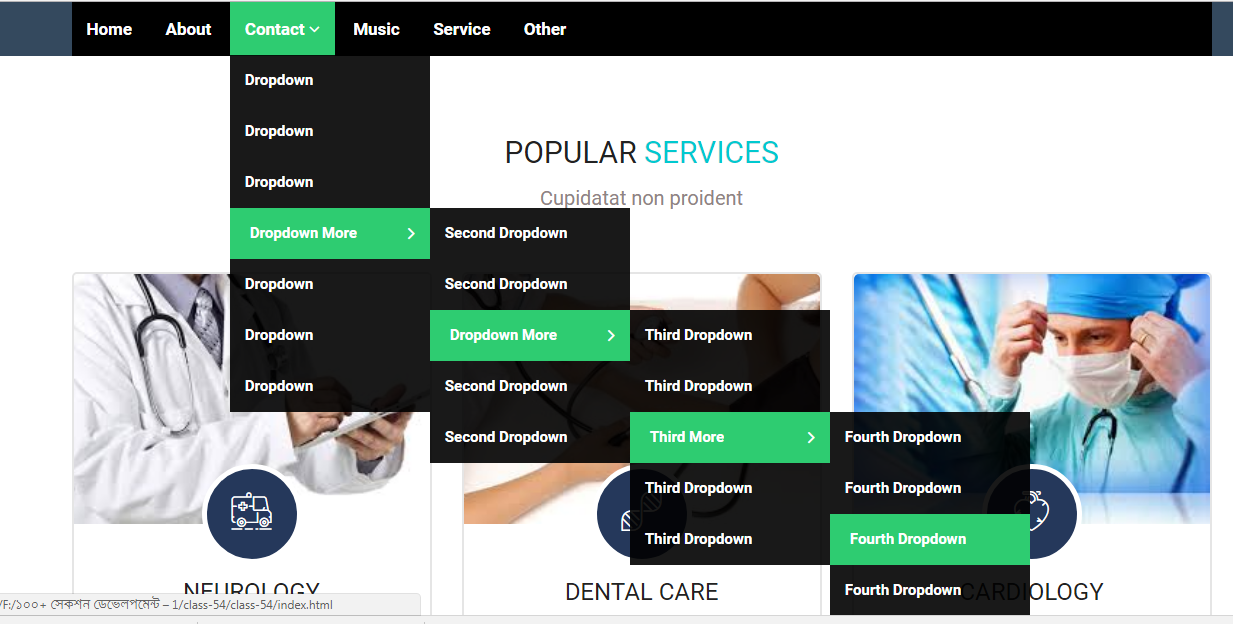 Home About Contact Music Service Other
Dropdown
Dropdown
POPULAR SERVICES
Dropdown
Cupidatat non proident
Dropdown More Second Dropdown
Dropdown Second Dropdown
Dropdown Dropdown More Third Dropdown
Dropdown Second Dropdown Third Dropdown
Second Dropdown Third More Fourth Dropdown
Third Dropdown Fourth Dropdown
Third Dropdown Fourth Dropdown
NEUROLOGY DENTAL CARE Fourth Dropdown CARDIOLOGY
/F:/১০০+ সেকশন ডেভেলপমেন্ট – 1/class-54/class-54/index.html